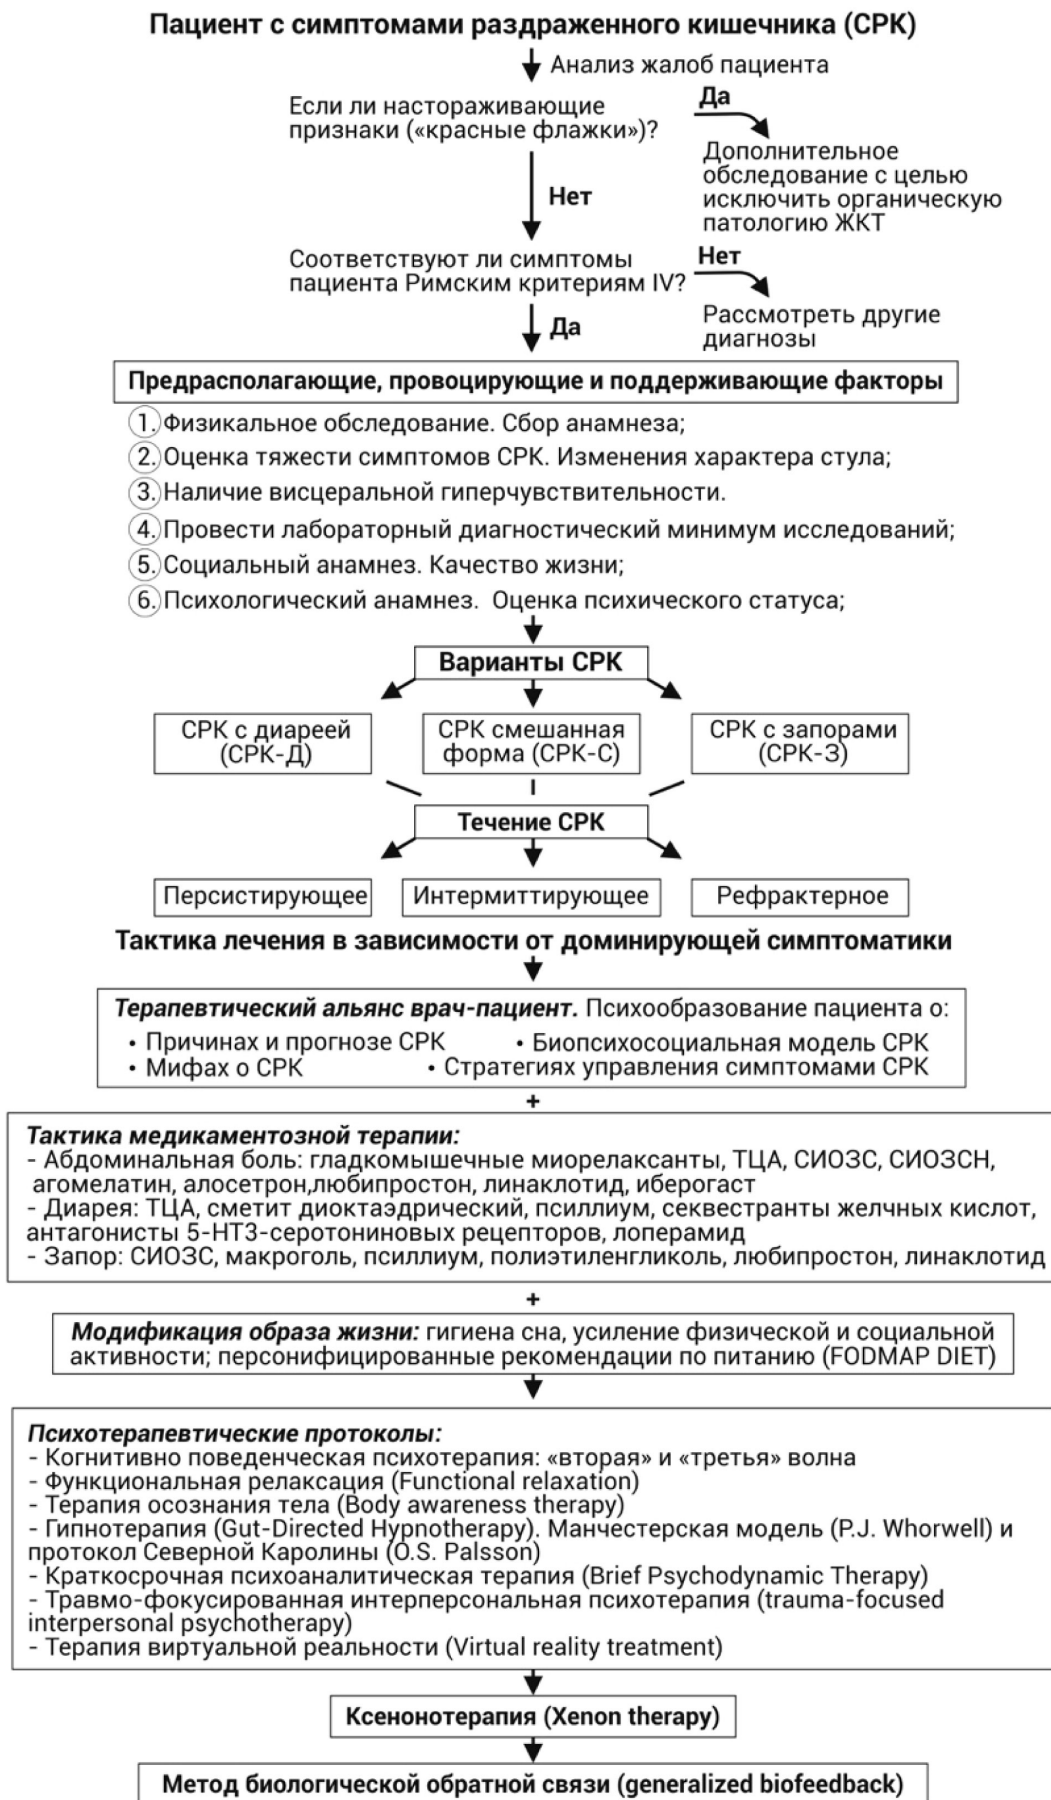 Пациент с симптомами раздраженного кишечника (СРК)
Анализ жалоб пациента
Если ли настораживающие
признаки («красные флажки»)?
Да
Дополнительное
обследование с целью
исключить органическую
патологию ЖКТ
Нет
Соответствуют ли симптомы
пациента Римским критериям IV?
Нет
Рассмотреть другие
диагнозы
Да
Предрасполагающие, провоцирующие и поддерживающие факторы
1. Физикальное обследование. Сбор анамнеза;
2. Оценка тяжести симптомов СРК. Изменения характера стула;
3. Наличие висцеральной гиперчувствительности.
4. Провести лабораторный диагностический минимум исследований;
5. Социальный анамнез. Качество жизни;
6. Психологический анамнез. Оценка психического статуса;
Варианты СРК
СРК с диареей
(СРК-Д)
СРК смешанная
форма (СРК-С)
СРК с запорами
(СРК-З)
Течение СРК
Персистирующее
Интермиттирующее
Рефрактерное
Тактика лечения в зависимости от доминирующей симптоматики
Терапевтический альянс врач-пациент. Психообразование пациента о:
• Причинах и прогнозе СРК • Биопсихосоциальная модель СРК
• Мифах о СРК • Стратегиях управления симптомами СРК
+
Тактика медикаментозной терапии:
- Абдоминальная боль: гладкомышечные миорелаксанты, ТЦА, СИОЗС, СИОЗСН,
агомелатин, алосетрон,любипростон, линаклотид, иберогаст
- Диарея: ТЦА, сметит диоктаэдрический, псиллиум, секвестранты желчных кислот,
антагонисты 5-НТ3-серотониновых рецепторов, лоперамид
- Запор: СИОЗС, макроголь, псиллиум, полиэтиленгликоль, любипростон, линаклотид
+
Модификация образа жизни: гигиена сна, усиление физической и социальной
активности; персонифицированные рекомендации по питанию (FODMAP DIET)
Психотерапевтические протоколы:
- Когнитивно поведенческая психотерапия: «вторая» и «третья» волна
- Функциональная релаксация (Functional relaxation)
- Терапия осознания тела (Body awareness therapy)
- Гипнотерапия (Gut-Directed Hypnotherapy). Манчестерская модель (P.J. Whorwell) и
протокол Северной Каролины (O.S. Palsson)
- Краткосрочная психоаналитическая терапия (Brief Psychodynamic Therapy)
- Травмо-фокусированная интерперсональная психотерапия (trauma-focused
interpersonal psychotherapy)
- Терапия виртуальной реальности (Virtual reality treatment)
Ксенонотерапия (Xenon therapy)
Метод биологической обратной связи (generalized biofeedback)